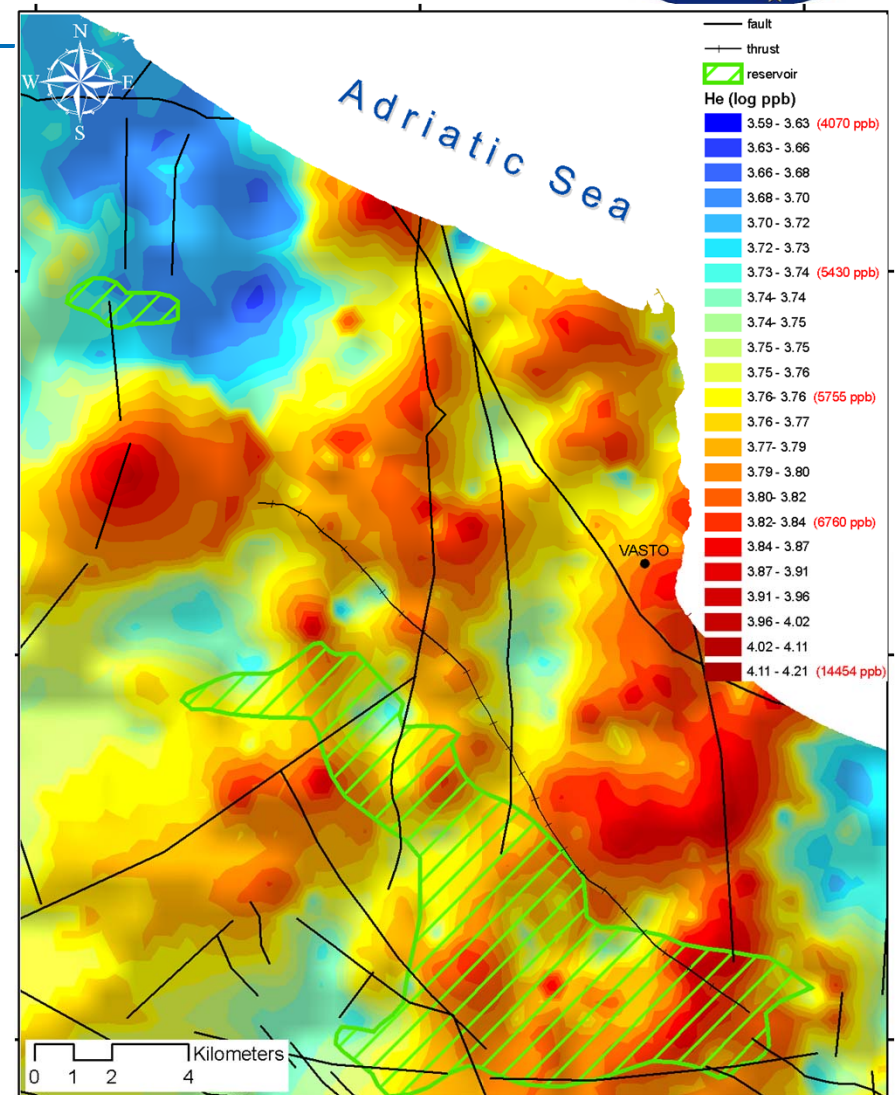 N
W E
S
Adriatic Sea
fault
thrust
reservoir
He (log ppb)
3.59 - 3.63 (4070 ppb)
3.63 - 3.66
3.66 - 3.68
3.68 - 3.70
3.70 - 3.72
3.72 - 3.73
3.73 - 3.74 (5430 ppb)
3.74- 3.74
3.74- 3.75
3.75 - 3.75
3.75 - 3.76
3.76- 3.76 (5755 ppb)
3.76 - 3.77
3.77- 3.79
3.79 - 3.80
3.80- 3.82
3.82- 3.84 (6760 ppb)
3.84 - 3.87
3.87 - 3.91
3.91 - 3.96
3.96 - 4.02
4.02 - 4.11
4.11 - 4.21 (14454 ppb)
VASTO
Kilometers
0 1 2 4